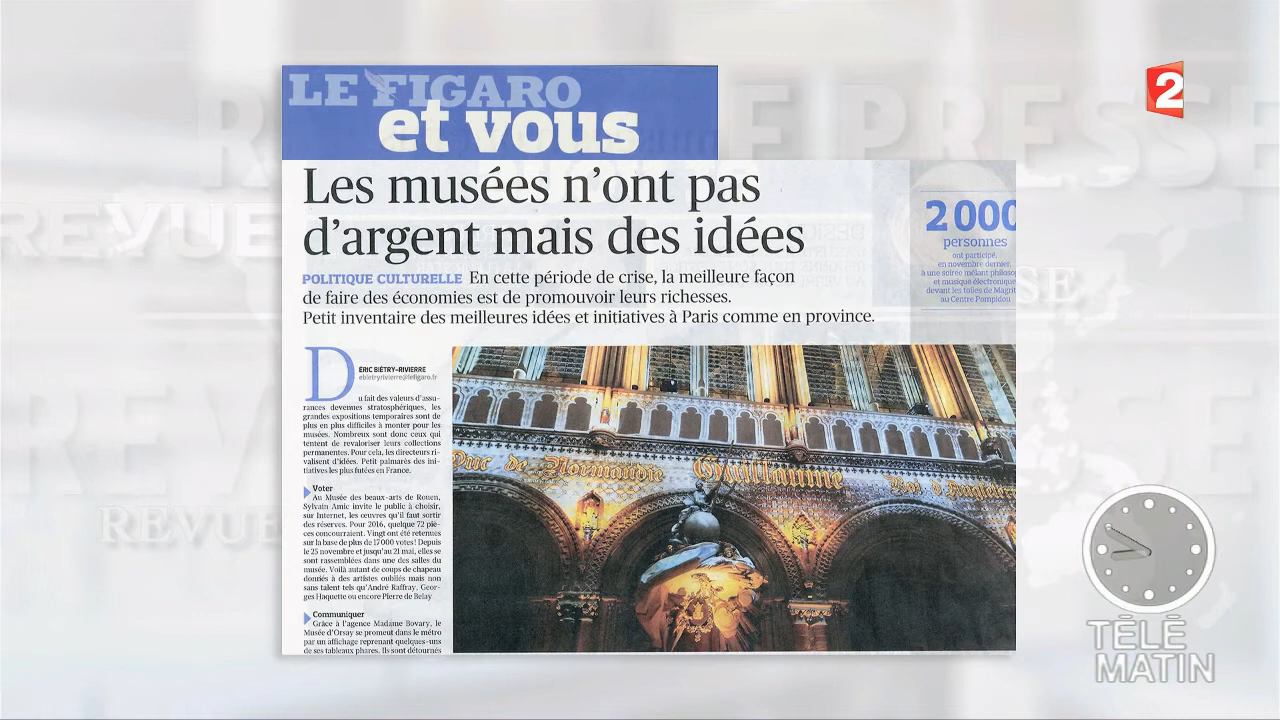 LE FIGARO
et vous
2
REVUE DE PRESSE
REVUE
Les musées n'ont pas
d'argent mais des idées
POLITIQUE CULTURELLE En cette période de crise, la meilleure façon
de faire des économies est de promouvoir leurs richesses.
Petit inventaire des meilleures idées et initiatives à Paris comme en province.
2 000
personnes
ont participé,
en novembre dernier,
à une soirée mêlant philosop
et musique électronique
devant les toiles de Magrit
au Centre Pompidou
ÉRIC BIÉTRY-RIVIERRE
ebietryrivierre@lefigaro.fr
Du fait des valeurs d'assu-
rances devenues stratosphériques, les
grandes expositions temporaires sont de
plus en plus difficiles à monter pour les
musées. Nombreux sont donc ceux qui
tentent de revaloriser leurs collections
permanentes. Pour cela, les directeurs ri-
valisent d'idées. Petit palmarès des ini-
tiatives les plus futées en France.
Voter
Au Musée des beaux-arts de Rouen,
Sylvain Amic invite le public à choisir,
sur Internet, les œuvres qu'il faut sortir
des réserves. Pour 2016, quelque 72 piè-
ces concourraient. Vingt ont été retenues
sur la base de plus de 17 000 votes! Depuis
le 25 novembre et jusqu'au 21 mai, elles se
sont rassemblées dans une des salles du
musée. Voilà autant de coups de chapeau
donnés à des artistes oubliés mais non
sans talent tels qu'André Raffray, Geor-
ges Haquette ou encore Pierre de Belay
Communiquer
Grâce à l'agence Madame Bovary, le
Musée d'Orsay se promeut dans le métro
par un affichage reprenant quelques-uns
de ses tableaux phares. Ils sont détournés
Duc de Normandie Guillaume Roi d'Angleter
REVUE
TÉLÉ
MATIN